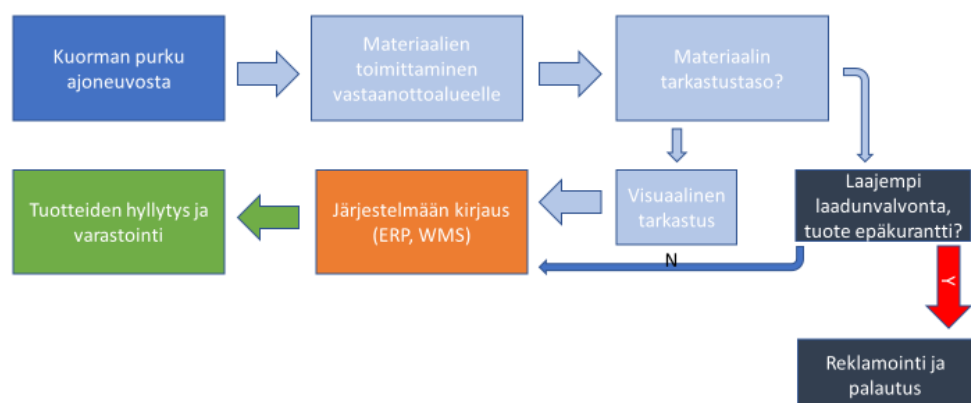 Kuorman purku
ajoneuvosta
Materiaalien
toimittaminen
vastaanottoalueelle
Materiaalin
tarkastustaso?
Tuotteiden hyllytys ja
varastointi
Järjestelmään kirjaus
(ERP, WMS)
Visuaalinen
tarkastus
Laajempi
laadunvalvonta,
tuote epäkurantti?
N
Y
Reklamointi ja
palautus